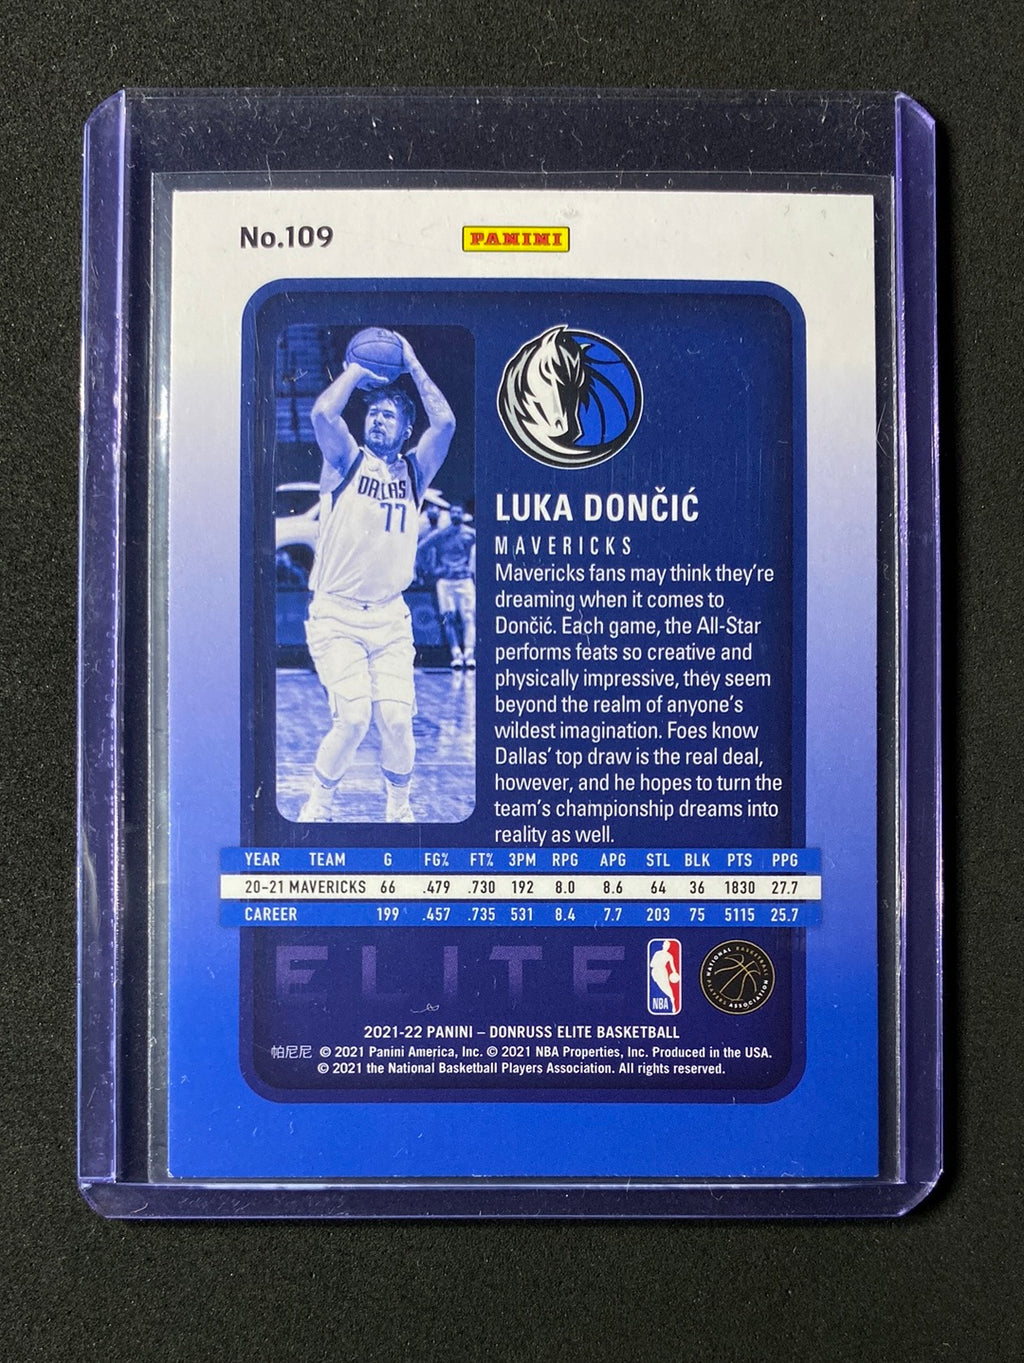 No.109
PANINI
DALLAS
77
LUKA DONČIĆ
MAVERICKS
Mavericks fans may think they're
dreaming when it comes to
Dončić. Each game, the All-Star
performs feats so creative and
physically impressive, they seem
beyond the realm of anyone's
wildest imagination. Foes know
Dallas' top draw is the real deal,
however, and he hopes to turn the
team's championship dreams into
reality as well.
YEAR TEAM G FG% FT% 3PM RPG APG STL BLK PTS PPG
20-21 MAVERICKS 66 .479 .730 192 8.0 8.6 64 36 1830 27.7
CAREER 199 .457 .735 531 8.4 7.7 203 75 5115 25.7
ELITE
NBA
NATIONAL BASKETBALL PLAYERS ASSOCIATION
2021-22 PANINI – DONRUSS ELITE BASKETBALL
帕尼尼 © 2021 Panini America, Inc. © 2021 NBA Properties, Inc. Produced in the USA.
© 2021 the National Basketball Players Association. All rights reserved.